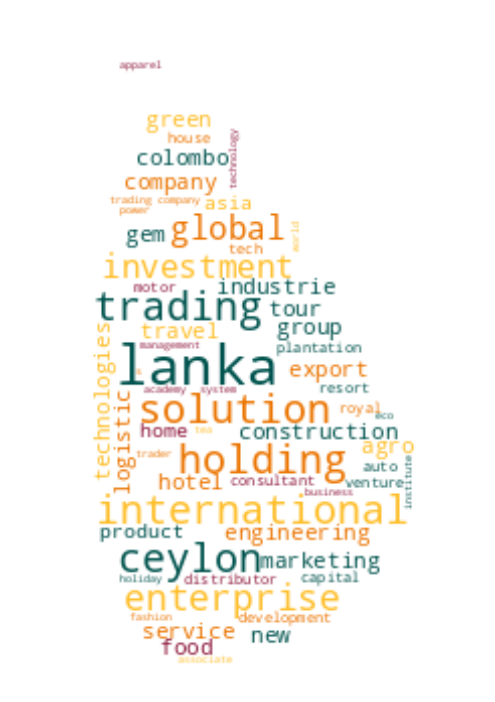 apparel
green
house
technology
colombo
company
trading company
asia
power
gem global
world
tech
investment
motor industrie
trading tour
travel group
technologies
management plantation
lanka export
academy system resort
logistic
solution royal
eco
home tea construction
agro
trader holding
auto
hotel consultant venture
institute
business
international
product engineering
ceylon marketing
holiday distributor capital
enterprise
fashion development
service new
food
associate